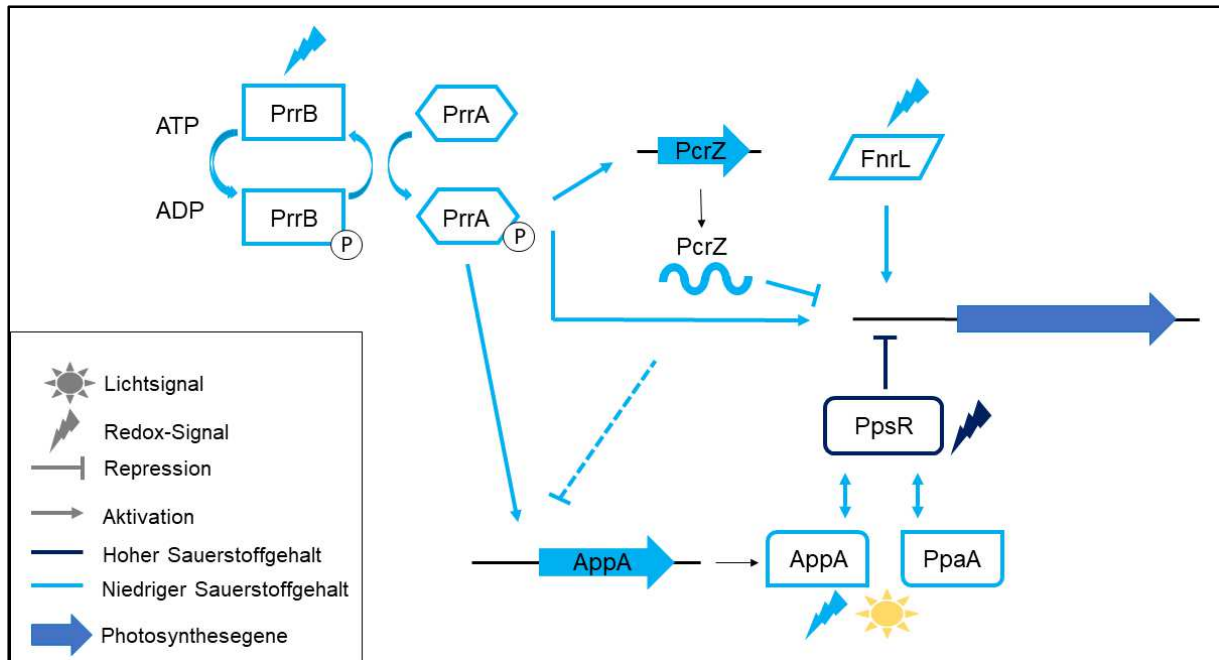 PrrB
PrrA
ATP
PcrZ
FnrL
ADP
PrrB
P
PrrA
P
PcrZ
Lichtsignal
Redox-Signal
Repression
Aktivation
Hoher Sauerstoffgehalt
Niedriger Sauerstoffgehalt
Photosynthesegene
PpsR
AppA
AppA
PpaA